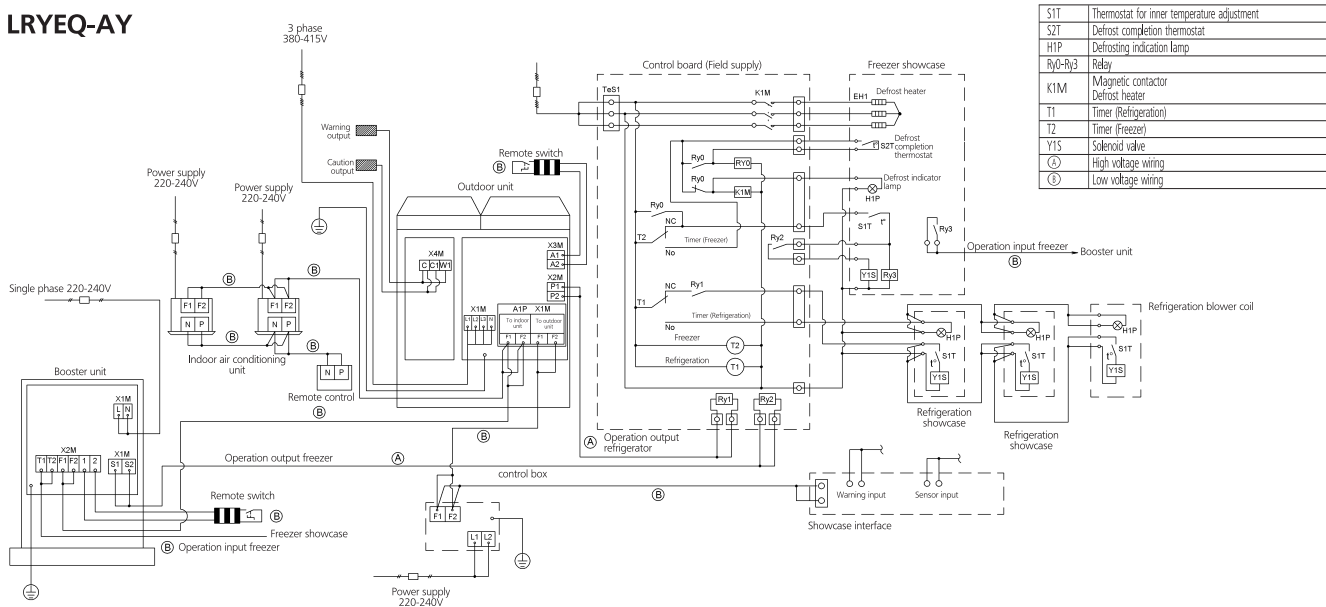 LRYEQ-AY
S1T Thermostat for inner temperature adjustment
S2T Defrost completion thermostat
H1P Defrosting indication lamp
Ry0-Ry3 Relay
K1M Magnetic contactor
Defrost heater
T1 Timer (Refrigeration)
T2 Timer (Freezer)
Y1S Solenoid valve
A High voltage wiring
B Low voltage wiring
3 phase
380-415V
Warning
output
Caution
output
Power supply
220-240V
Power supply
220-240V
Single phase 220-240V
B
B
F1 F2
N P
F1 F2
N P
B
B
Indoor air conditioning
unit
N P
Remote control
B
Remote switch
B
Outdoor unit
X4M
C C1 W1
X3M
A1
A2
X2M
P1
P2
X1M
L1 L2 L3 N
A1P X1M
To indoor
unit
To outdoor
unit
F1 F2 F1 F2
Control board (Field supply)
TeS1
K1M
Ry0
RY0
Ry0
K1M
Ry0
NC
T2
Timer (Freezer)
No
Ry2
NC
Ry1
T1
Timer (Refrigeration)
No
Freezer
T2
Refrigeration
T1
Ry1
Ry2
Freezer showcase
EH1
Defrost heater
t°
S2T
Defrost
completion
thermostat
Defrost indicator
lamp
H1P
S1T
t°
Y1S
Ry3
Ry3
Operation input freezer
B
Booster unit
H1P
S1T
t°
Y1S
Refrigeration
showcase
H1P
S1T
t°
Y1S
Refrigeration
showcase
Refrigeration blower coil
H1P
S1T
t°
Y1S
Booster unit
X1M
L N
X2M
T1 T2 F1 F2 1 2
X1M
S1 S2
Operation output freezer
A
B
A
Operation output
refrigerator
Remote switch
B
Freezer showcase
B Operation input freezer
control box
B
F1 F2
L1 L2
Power supply
220-240V
Warning input
Sensor input
Showcase interface